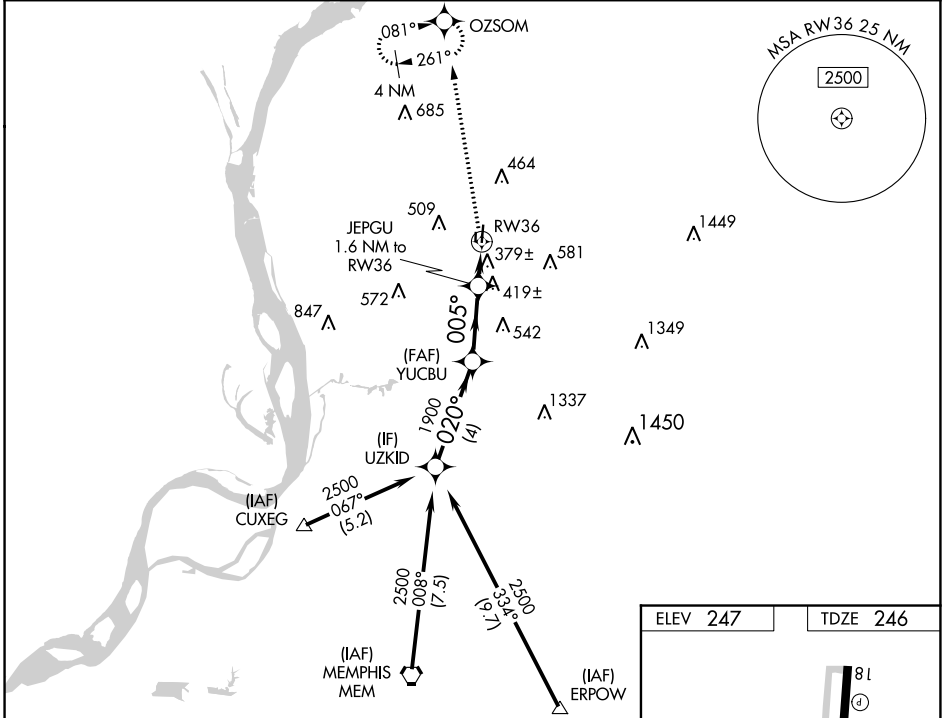 081°
OZSOM
261°
4 NM
685
MSA RW36 25 NM
2500
464
509
RW36
1449
JEPGU
1.6 NM to
RW36
379±
581
572
419±
847
005°
542
1349
(FAF)
YUCBU
1900
020°
(4)
1337
1450
(IF)
UZKID
2500
067°
(5.2)
(IAF)
CUXEG
2500
008°
(7.5)
2500
334°
(9.7)
(IAF)
MEMPHIS
MEM
(IAF)
ERPOW
ELEV 247
TDZE 246
18
P